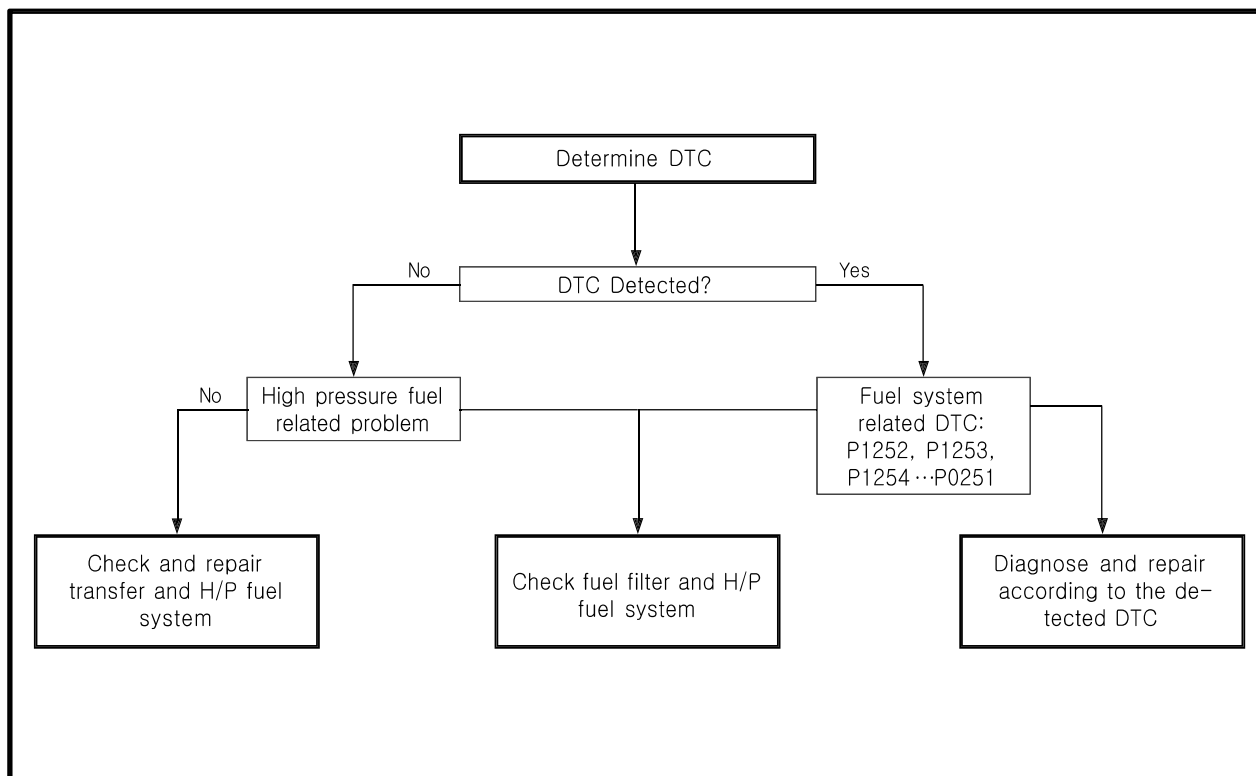 Determine DTC
No
DTC Detected?
Yes
No
High pressure fuel
related problem
Fuel system
related DTC:
P1252, P1253,
P1254···P0251
Check and repair
transfer and H/P fuel
system
Check fuel filter and H/P
fuel system
Diagnose and repair
according to the de-
tected DTC